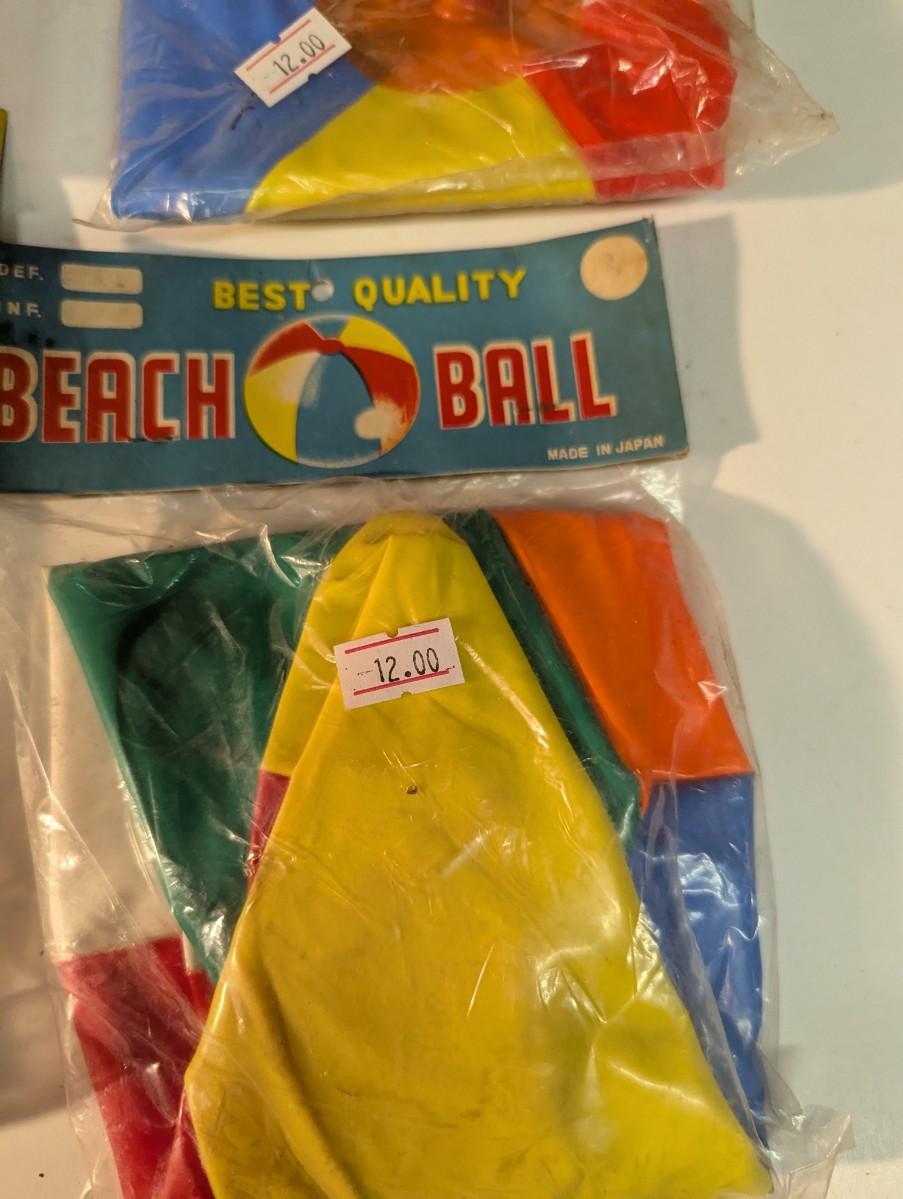 12.00
DEF.
INF.
BEST QUALITY
BEACH BALL
MADE IN JAPAN
12.00